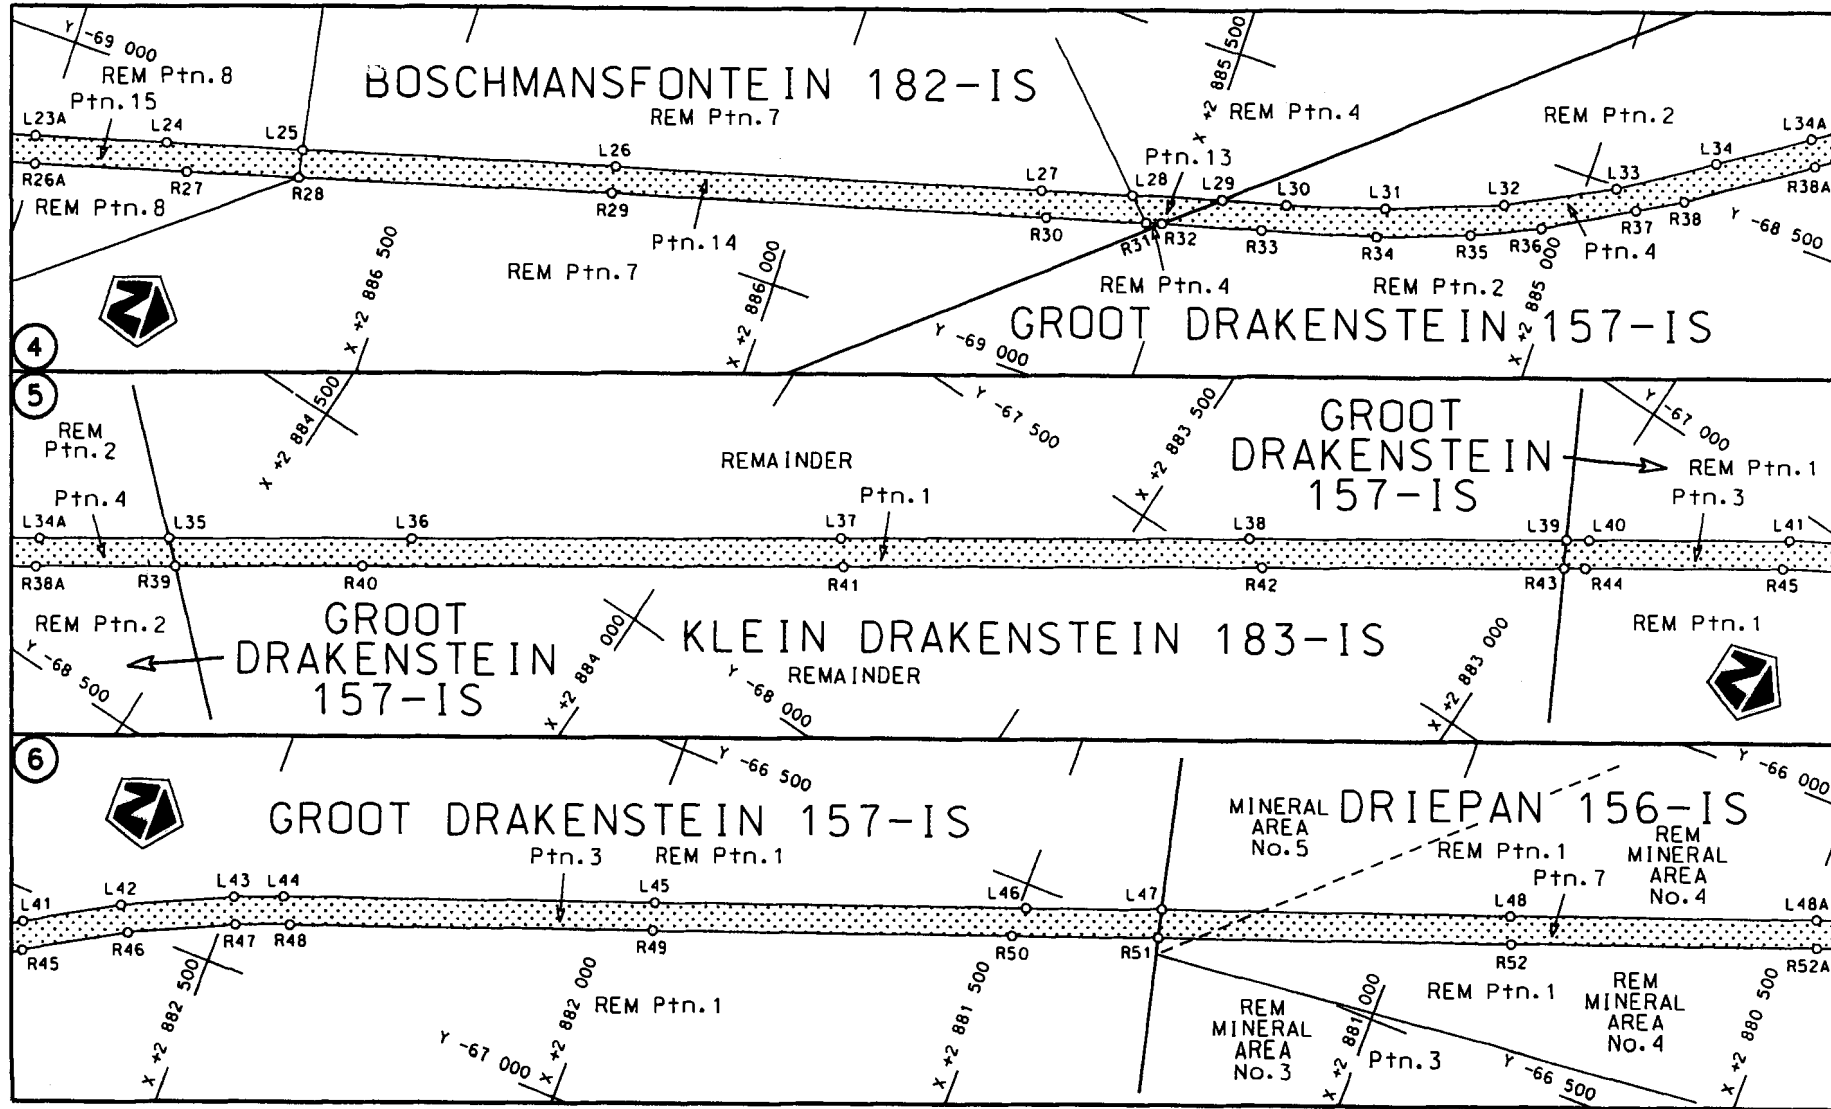 Y -69 000
REM Ptn.8
Ptn.15
BOSCHMANSFONTEIN 182-IS
REM Ptn.7
X +2 885 500
REM Ptn.4
REM Ptn.2
L23A
L24
L25
L26
L27
L28
L29
L30
L31
L32
L33
L34
L34A
Ptn.13
R26A
R27
R28
R29
R30
R31
R32
R33
R34
R35
R36
R37
R38
R38A
REM Ptn.8
Ptn.14
Ptn.4
Y -68 500
REM Ptn.7
X +2 886 500
X +2 886 000
REM Ptn.4
REM Ptn.2
X +2 885 000
GROOT DRAKENSTEIN 157-IS
Y -69 000
4
5
X +2 884 500
Y -67 500
X +2 883 500
GROOT
DRAKENSTEIN
157-IS
Y -67 000
REM
Ptn.2
REMAINDER
REM Ptn.1
Ptn.4
Ptn.1
Ptn.3
L34A
L35
L36
L37
L38
L39
L40
L41
R38A
R39
R40
R41
R42
R43
R44
R45
REM Ptn.2
GROOT
DRAKENSTEIN
157-IS
KLEIN DRAKENSTEIN 183-IS
REMAINDER
REM Ptn.1
Y -68 500
X +2 884 000
Y -68 000
X +2 883 000
6
Y -66 500
Y -66 000
GROOT DRAKENSTEIN 157-IS
MINERAL
AREA
No.5
DRIEPAN 156-IS
Ptn.3
REM Ptn.1
REM Ptn.1
REM
MINERAL
AREA
No.4
Ptn.7
L41
L42
L43
L44
L45
L46
L47
L48
L48A
R45
R46
R47
R48
R49
R50
R51
R52
R52A
X +2 882 500
X +2 882 000
REM Ptn.1
Y -67 000
X +2 881 500
REM
MINERAL
AREA
No.3
X +2 881 000
REM Ptn.1
REM
MINERAL
AREA
No.4
Ptn.3
Y -66 500
X +2 880 500